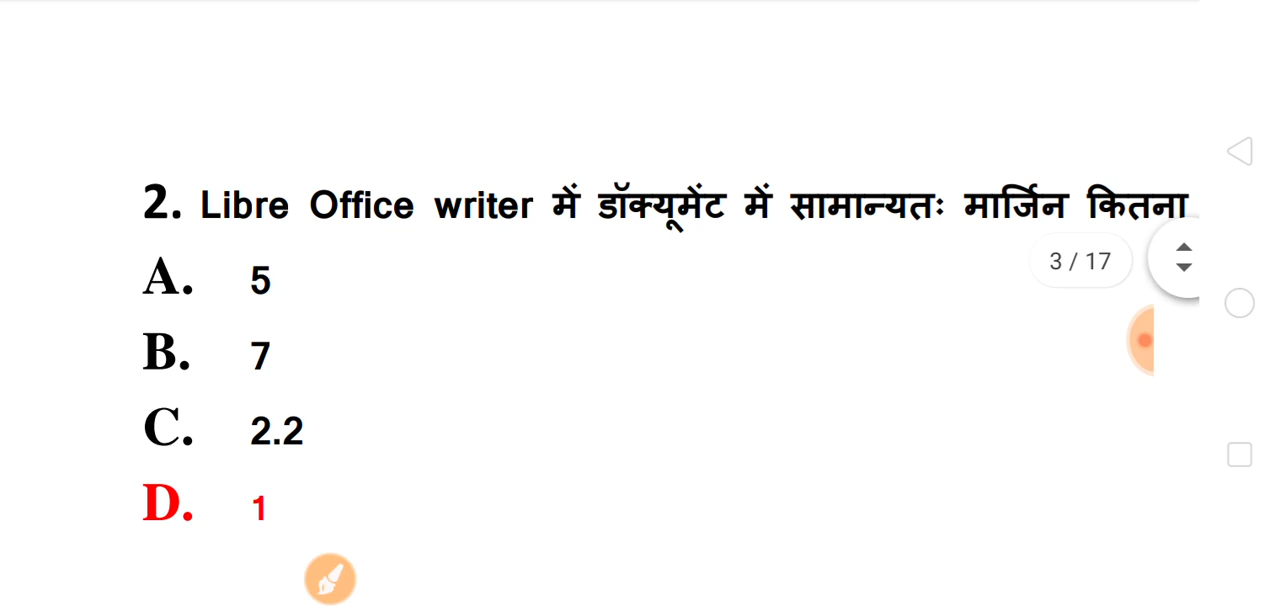 2. Libre Office writer में डॉक्यूमेंट में सामान्यतः मार्जिन कितना
3 / 17
A. 5
B. 7
C. 2.2
D. 1